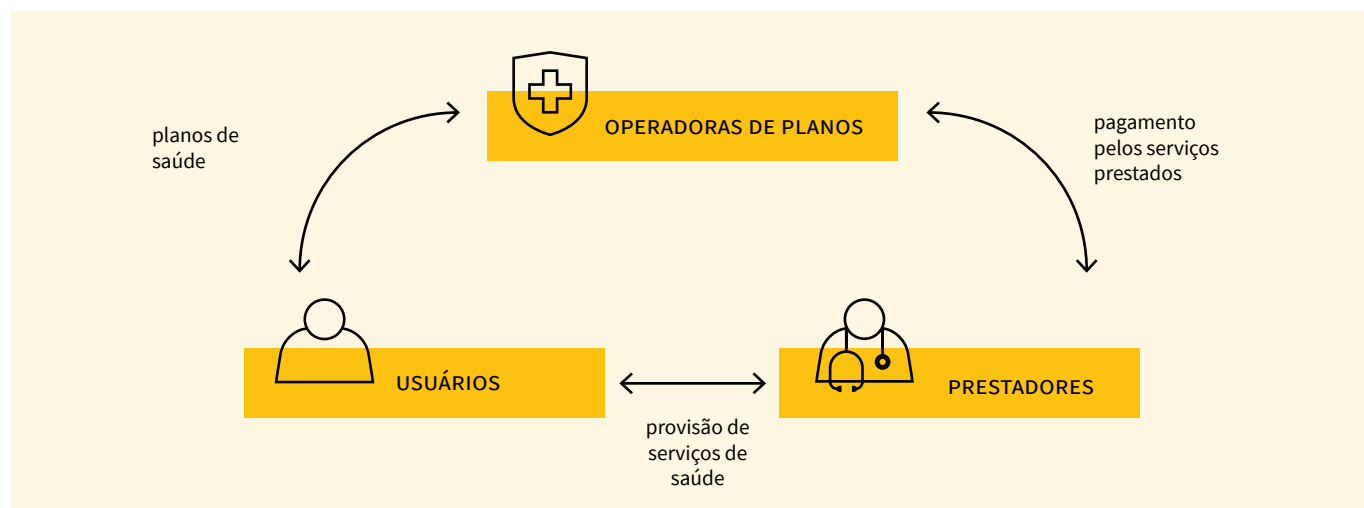 OPERADORAS DE PLANOS
planos de
saúde
pagamento
pelos serviços
prestados
USUÁRIOS
PRESTADORES
provisão de
serviços de
saúde